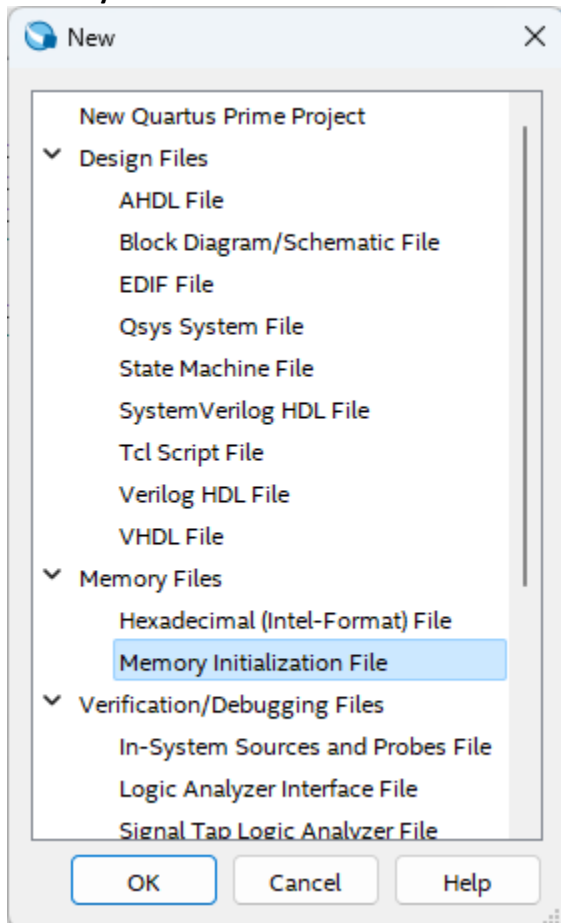 New
New Quartus Prime Project
Design Files
AHDL File
Block Diagram/Schematic File
EDIF File
Qsys System File
State Machine File
SystemVerilog HDL File
Tcl Script File
Verilog HDL File
VHDL File
Memory Files
Hexadecimal (Intel-Format) File
Memory Initialization File
Verification/Debugging Files
In-System Sources and Probes File
Logic Analyzer Interface File
Signal Tap Logic Analyzer File
OK Cancel Help